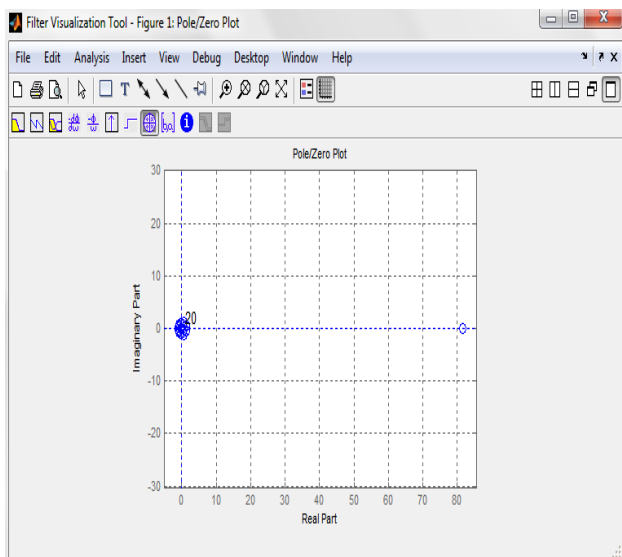 Filter Visualization Tool - Figure 1: Pole/Zero Plot
File Edit Analysis Insert View Debug Desktop Window Help
Pole/Zero Plot
30
20
10
0
-10
-20
-30
Imaginary Part
20
0 10 20 30 40 50 60 70 80
Real Part